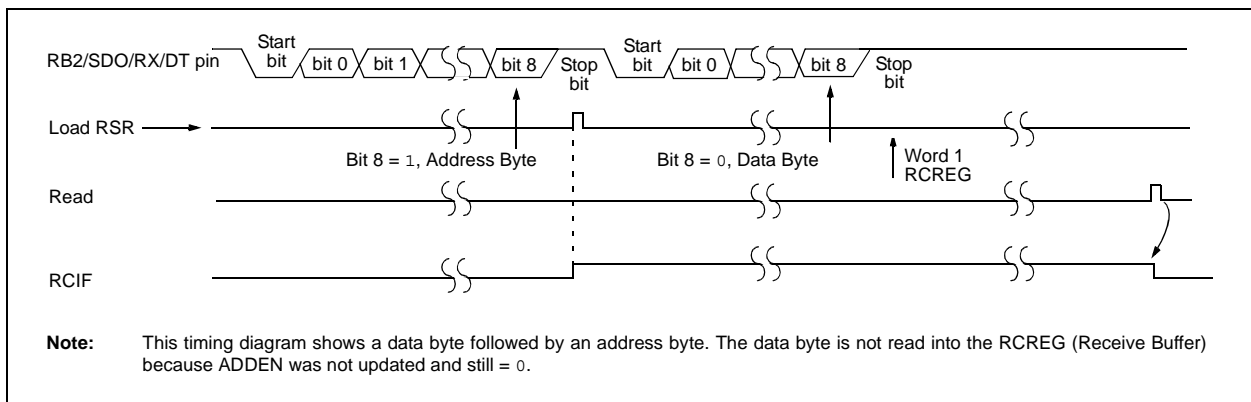 RB2/SDO/RX/DT pin
Start
bit
bit 0
bit 1
bit 8
Stop
bit
Start
bit
bit 0
bit 8
Stop
bit
Load RSR
Bit 8 = 1, Address Byte
Bit 8 = 0, Data Byte
Word 1
RCREG
Read
RCIF
Note: This timing diagram shows a data byte followed by an address byte. The data byte is not read into the RCREG (Receive Buffer)
because ADDEN was not updated and still = 0.